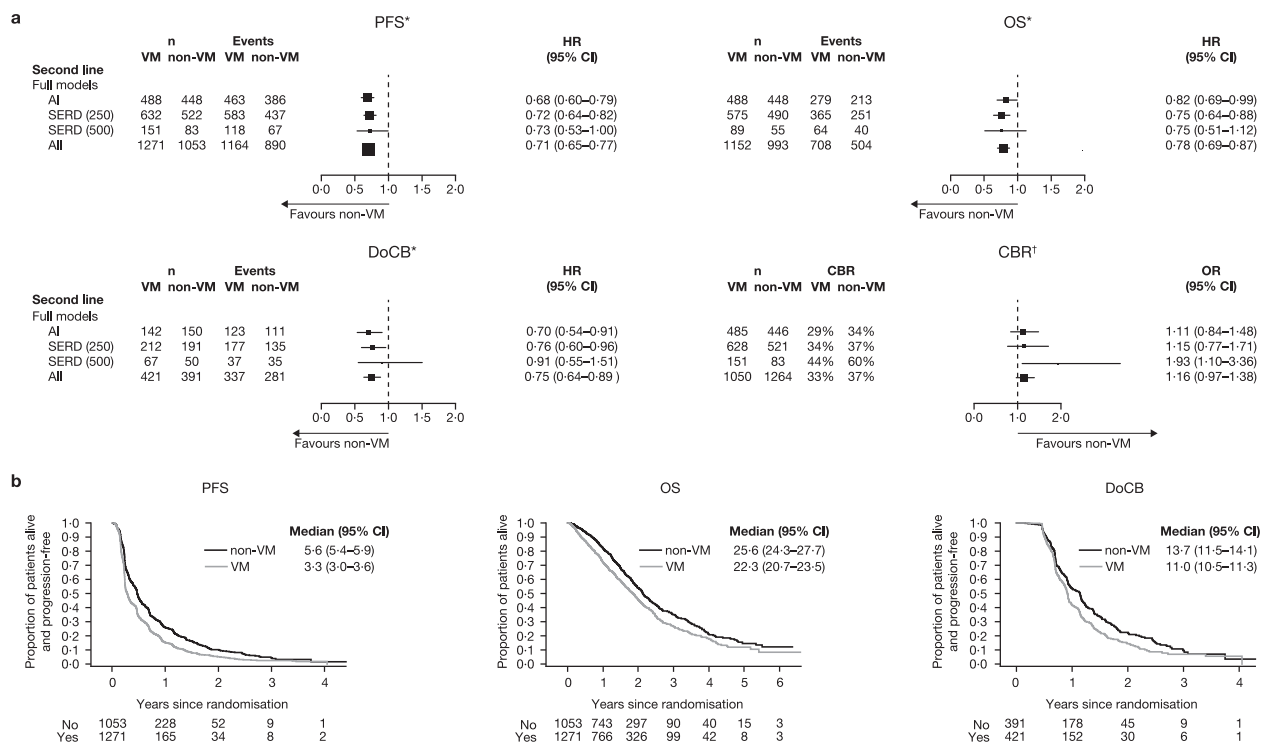 a
PFS*
n Events HR
VM non-VM VM non-VM (95% CI)
Second line
Full models
AI 488 448 463 386 0·68 (0·60–0·79)
SERD (250) 632 522 583 437 0·72 (0·64–0·82)
SERD (500) 151 83 118 67 0·73 (0·53–1·00)
All 1271 1053 1164 890 0·71 (0·65–0·77)
0·0 0·5 1·0 1·5 2·0
Favours non-VM
OS*
n Events HR
VM non-VM VM non-VM (95% CI)
488 448 279 213 0·82 (0·69–0·99)
575 490 365 251 0·75 (0·64–0·88)
89 55 64 40 0·75 (0·51–1·12)
1152 993 708 504 0·78 (0·69–0·87)
0·0 0·5 1·0 1·5 2·0
Favours non-VM
DoCB*
n Events HR
VM non-VM VM non-VM (95% CI)
Second line
Full models
AI 142 150 123 111 0·70 (0·54–0·91)
SERD (250) 212 191 177 135 0·76 (0·60–0·96)
SERD (500) 67 50 37 35 0·91 (0·55–1·51)
All 421 391 337 281 0·75 (0·64–0·89 )
0·0 0·5 1·0 1·5 2·0
Favours non-VM
CBR†
n CBR OR
VM non-VM VM non-VM (95% CI)
485 446 29% 34% 1·11 (0·84–1·48)
628 521 34% 37% 1·15 (0·77–1·71)
151 83 44% 60% 1·93 (1·10–3·36)
1050 1264 33% 37% 1·16 (0·97–1·38)
0·0 1·0 2·0
Favours non-VM
b
PFS
Proportion of patients alive
and progression-free
1·0
0·9
0·8
0·7
0·6
0·5
0·4
0·3
0·2
0·1
0·0
Median (95% CI)
non-VM 5·6 (5·4–5·9)
VM 3·3 (3·0–3·6)
0 1 2 3 4
Years since randomisation
No 1053 228 52 9 1
Yes 1271 165 34 8 2
OS
Proportion of patients alive
and progression-free
1·0
0·9
0·8
0·7
0·6
0·5
0·4
0·3
0·2
0·1
0·0
Median (95% CI)
non-VM 25·6 (24·3–27·7)
VM 22·3 (20·7–23·5)
0 1 2 3 4 5 6
Years since randomisation
No 1053 743 297 90 40 15 3
Yes 1271 766 326 99 42 8 3
DoCB
Proportion of patients alive
and progression-free
1·0
0·9
0·8
0·7
0·6
0·5
0·4
0·3
0·2
0·1
0·0
Median (95% CI)
non-VM 13·7 (11·5–14·1)
VM 11·0 (10·5–11·3)
0 1 2 3 4
Years since randomisation
No 391 178 45 9 1
Yes 421 152 30 6 1